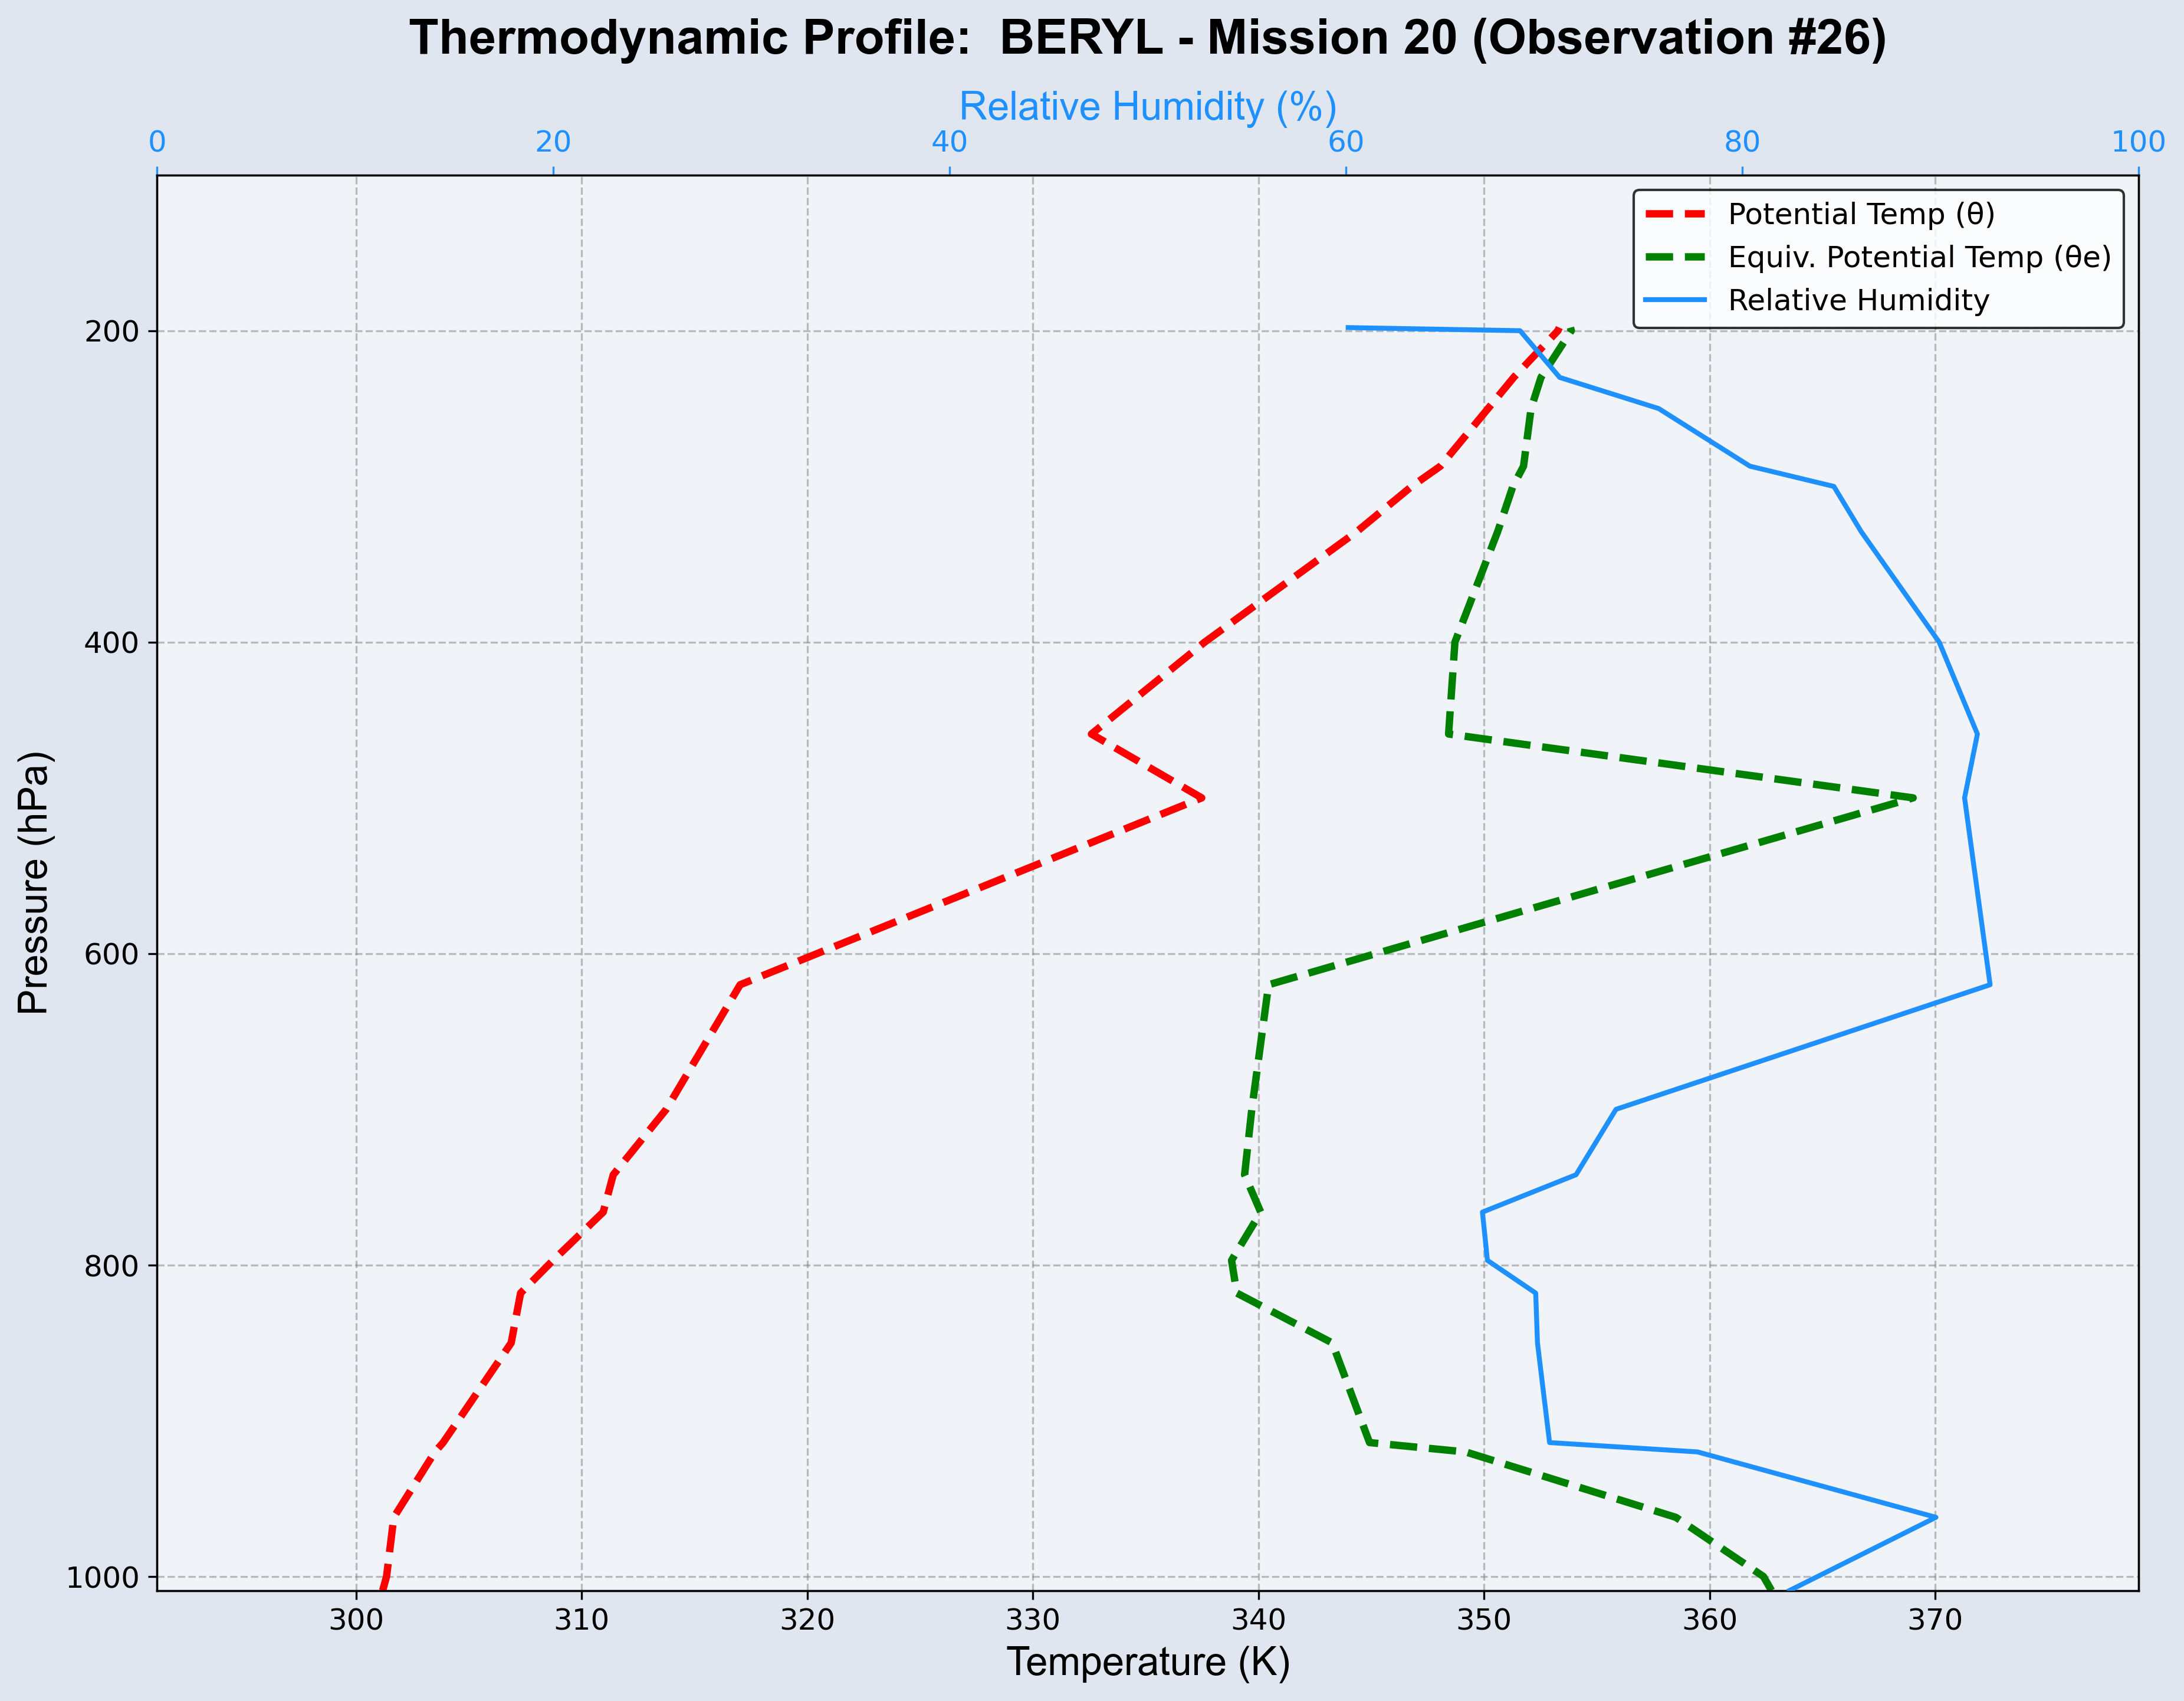 Thermodynamic Profile:  BERYL - Mission 20 (Observation #26)
Relative Humidity (%)
0 20 40 60 80 100
Potential Temp (θ)
Equiv. Potential Temp (θe)
Relative Humidity
Pressure (hPa)
200
400
600
800
1000
300 310 320 330 340 350 360 370
Temperature (K)